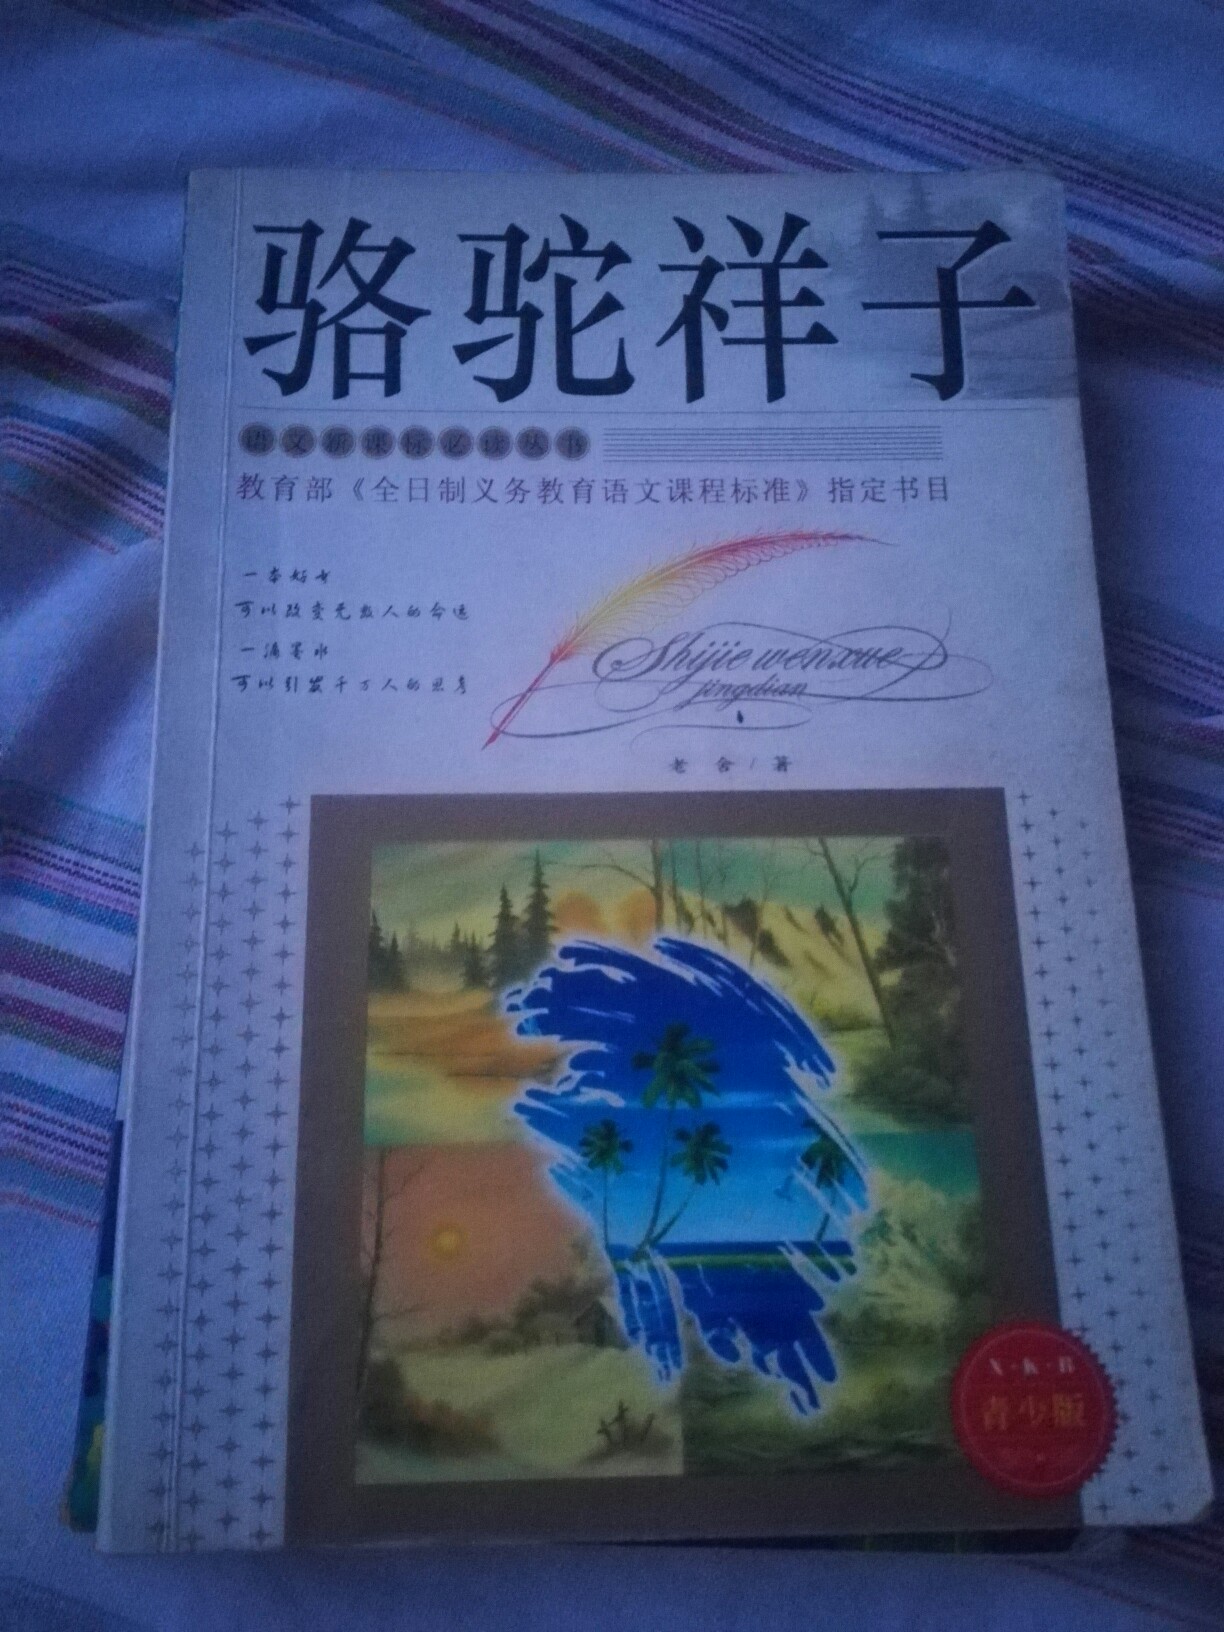 骆驼祥子
语文新课标必读丛书
教育部《全日制义务教育语文课程标准》指定书目
一本好书
可以改变无数人的命运
一滴墨水
可以引发千万人的思考
Shijie wenxue
jingdian
老舍/著
X·K·B
青少版